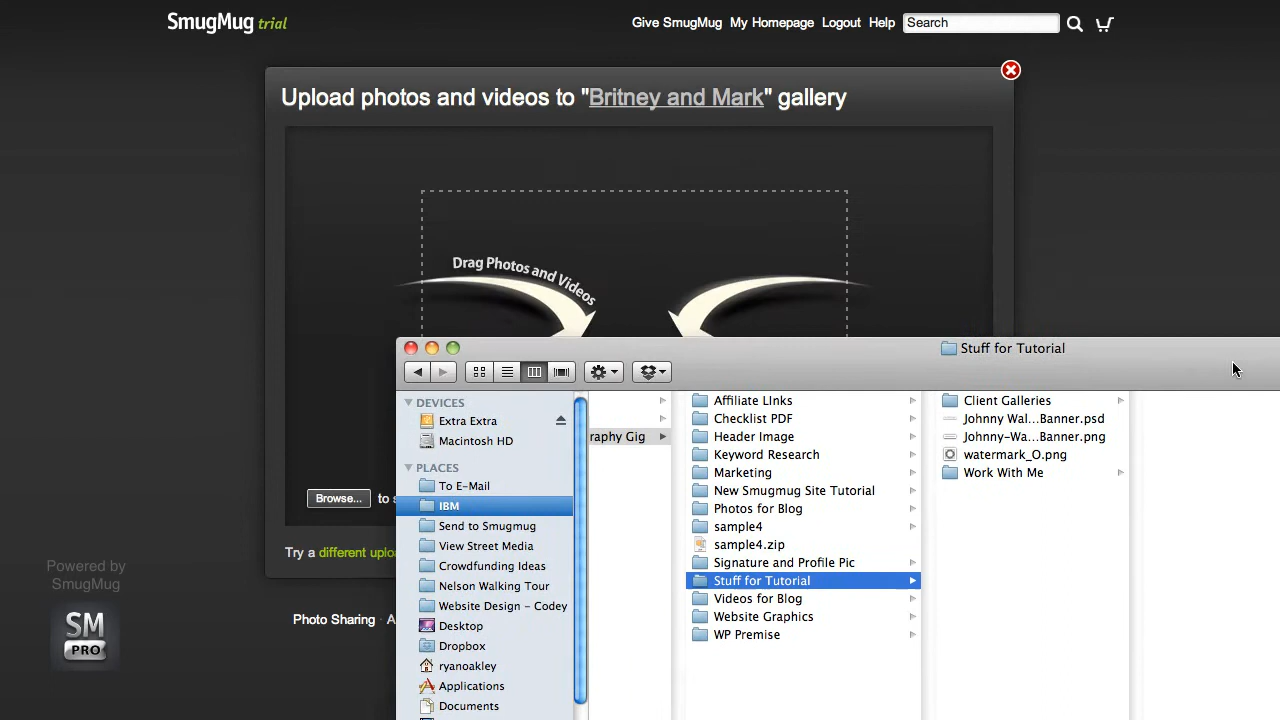 SmugMug trial
Give SmugMug My Homepage Logout Help Search
Upload photos and videos to "Britney and Mark" gallery
Drag Photos and Videos
Browse... to s
Try a different uplo
Powered by
SmugMug
SM
PRO
Photo Sharing · A
Stuff for Tutorial
DEVICES
Extra Extra
Macintosh HD
PLACES
To E-Mail
IBM
Send to Smugmug
View Street Media
Crowdfunding Ideas
Nelson Walking Tour
Website Design - Codey
Desktop
Dropbox
ryanoakley
Applications
Documents
raphy Gig
Affiliate LInks
Checklist PDF
Header Image
Keyword Research
Marketing
New Smugmug Site Tutorial
Photos for Blog
sample4
sample4.zip
Signature and Profile Pic
Stuff for Tutorial
Videos for Blog
Website Graphics
WP Premise
Client Galleries
Johnny Wal...Banner.psd
Johnny-Wa...Banner.png
watermark_O.png
Work With Me